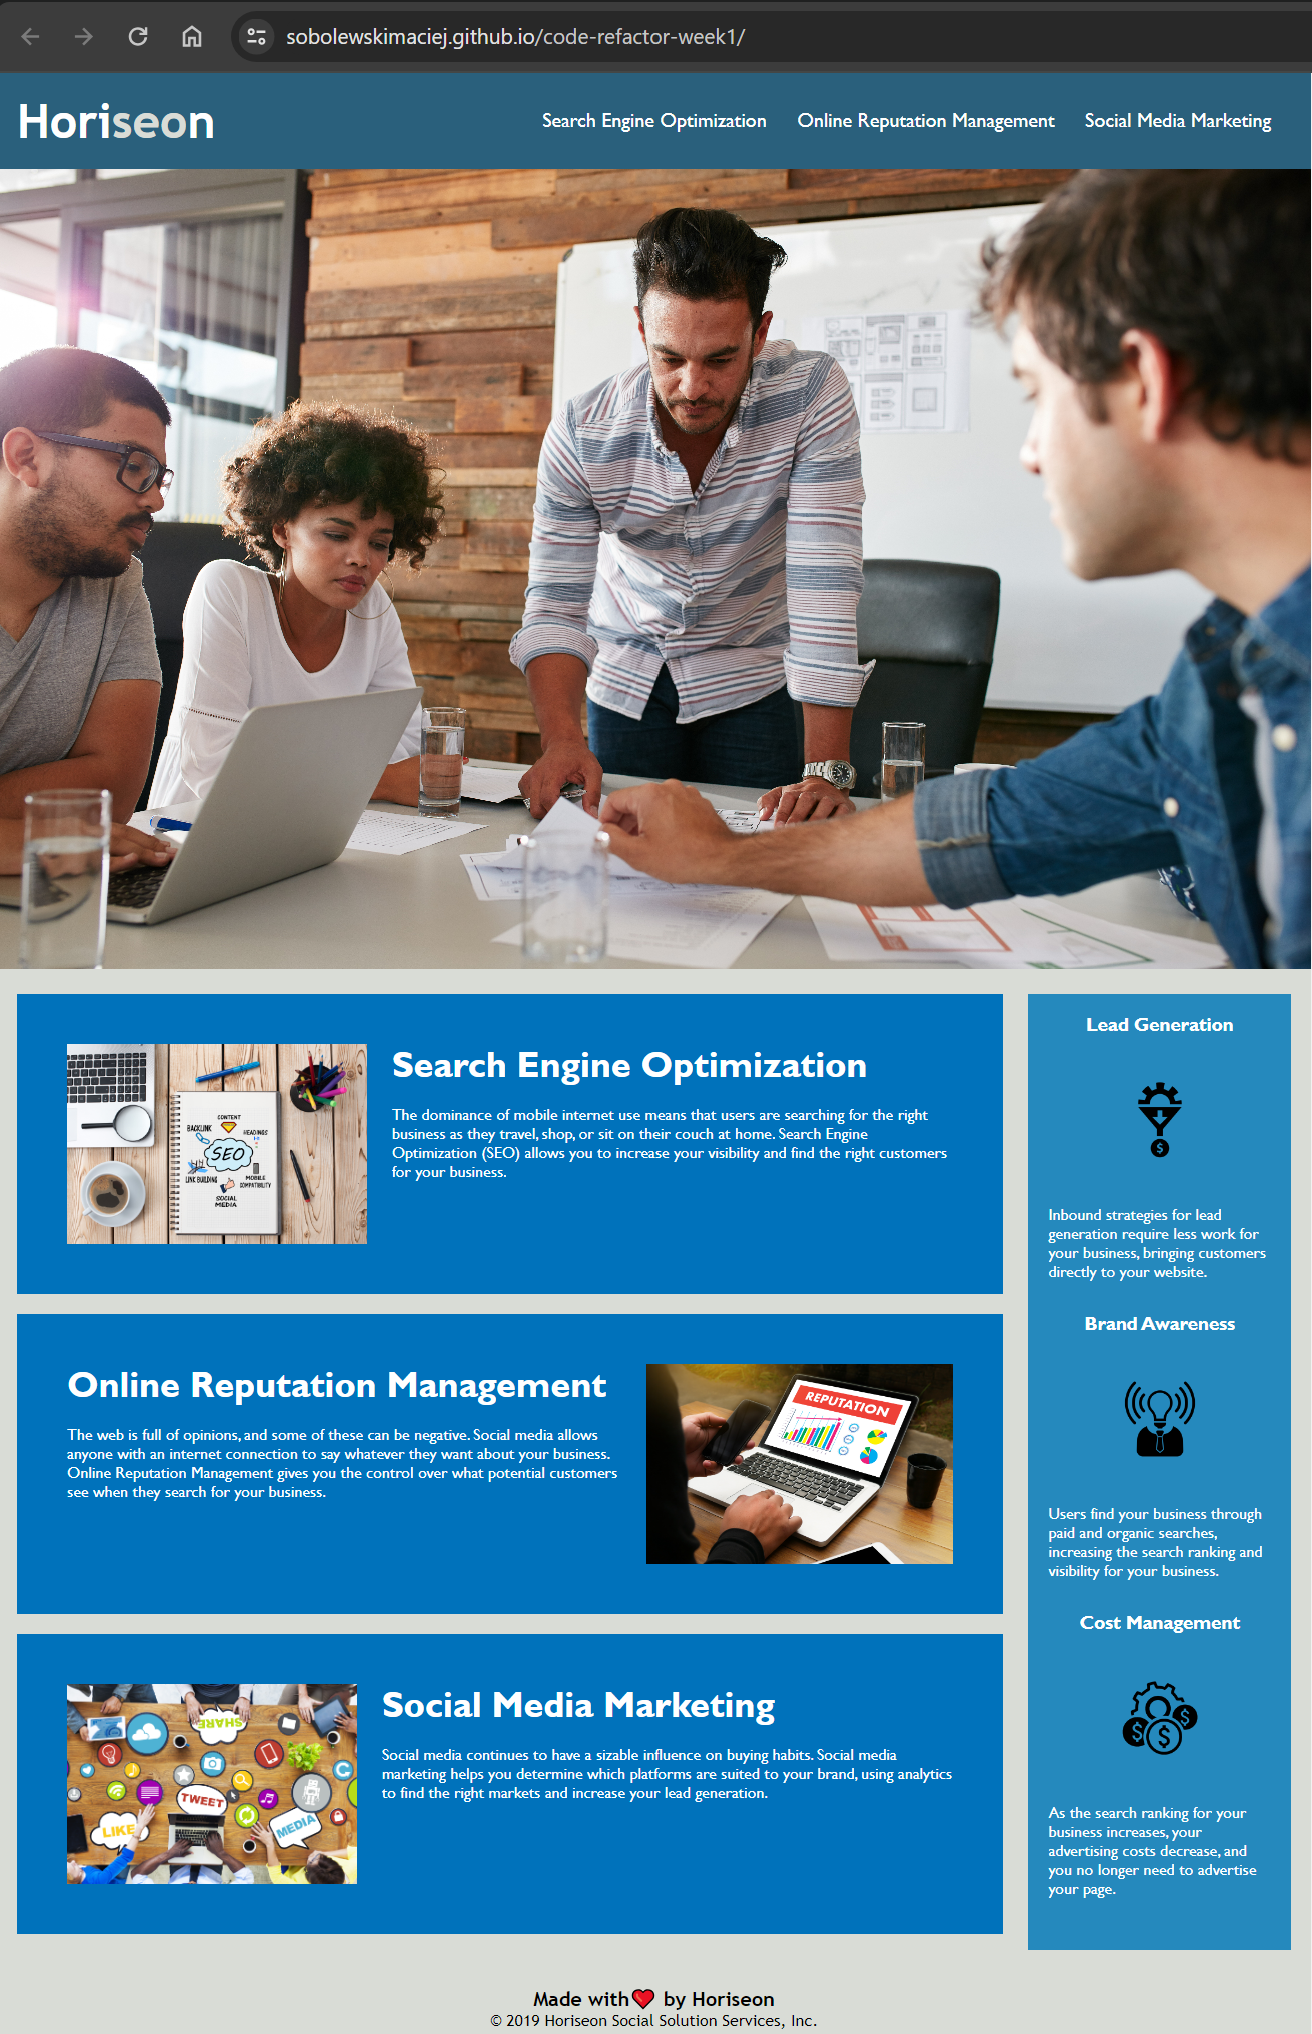 sobolewskimaciej.github.io/code-refactor-week1/
Horiseon
Search Engine Optimization
Online Reputation Management
Social Media Marketing
CONTENT
BACKLINK
HEADINGS
SEO
LINK BUILDING
MOBILE
COMPATIBILITY
SOCIAL
MEDIA
Search Engine Optimization
The dominance of mobile internet use means that users are searching for the right
business as they travel, shop, or sit on their couch at home. Search Engine
Optimization (SEO) allows you to increase your visibility and find the right customers
for your business.
Online Reputation Management
The web is full of opinions, and some of these can be negative. Social media allows
anyone with an internet connection to say whatever they want about your business.
Online Reputation Management gives you the control over what potential customers
see when they search for your business.
REPUTATION
SHARE
TWEET
LIKE
MEDIA
Social Media Marketing
Social media continues to have a sizable influence on buying habits. Social media
marketing helps you determine which platforms are suited to your brand, using analytics
to find the right markets and increase your lead generation.
Lead Generation
$
Inbound strategies for lead
generation require less work for
your business, bringing customers
directly to your website.
Brand Awareness
Users find your business through
paid and organic searches,
increasing the search ranking and
visibility for your business.
Cost Management
$ $ $
As the search ranking for your
business increases, your
advertising costs decrease, and
you no longer need to advertise
your page.
Made with❤️ by Horiseon
© 2019 Horiseon Social Solution Services, Inc.